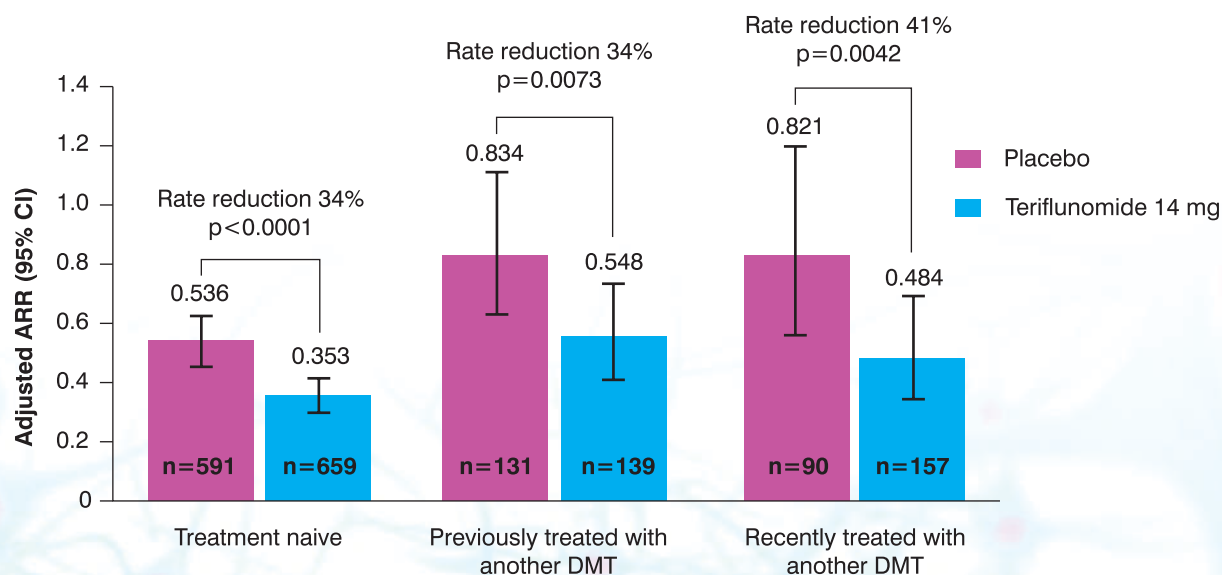 Rate reduction 41%
p=0.0042
Rate reduction 34%
p=0.0073
Rate reduction 34%
p<0.0001
Adjusted ARR (95% CI)
1.4
1.2
1.0
0.8
0.6
0.4
0.2
0
0.536
0.353
0.834
0.548
0.821
0.484
n=591
n=659
n=131
n=139
n=90
n=157
Treatment naive
Previously treated with
another DMT
Recently treated with
another DMT
Placebo
Teriflunomide 14 mg